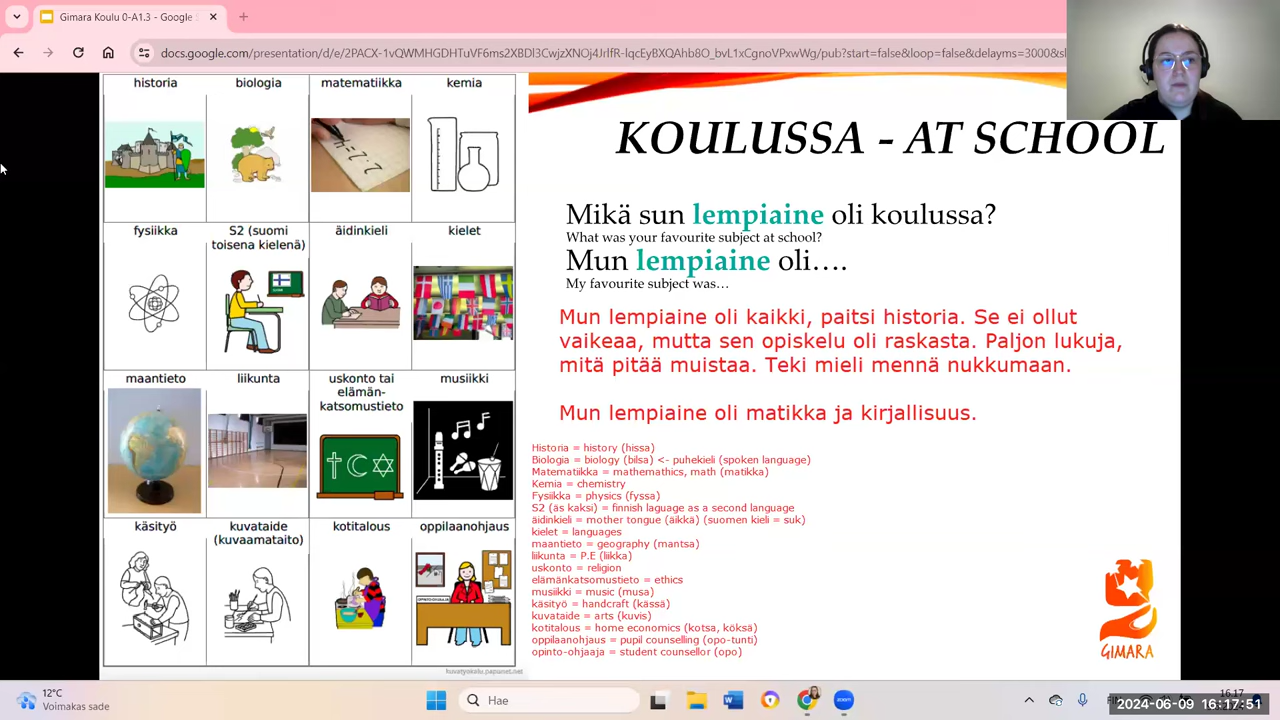 Gimara Koulu 0-A1.3 - Google S
docs.google.com/presentation/d/e/2PACX-1vQWMHGDHTuVF6ms2XBDl3CwjzXNOj4JrlfR-lqcEyBXQAhb8O_bvL1xCgnoVPxwWg/pub?start=false&loop=false&delayms=3000&sl
historia biologia matematiikka kemia
fysiikka S2 (suomi äidinkieli kielet
toisena kielenä)
maantieto liikunta uskonto tai musiikki
elämän-
katsomustieto
käsityö kuvataide kotitalous oppilaanohjaus
(kuvaamataito)
kuvatyokalu.papunet.net
KOULUSSA - AT SCHOOL
Mikä sun lempiaine oli koulussa?
What was your favourite subject at school?
Mun lempiaine oli....
My favourite subject was...
Mun lempiaine oli kaikki, paitsi historia. Se ei ollut
vaikeaa, mutta sen opiskelu oli raskasta. Paljon lukuja,
mitä pitää muistaa. Teki mieli mennä nukkumaan.
Mun lempiaine oli matikka ja kirjallisuus.
Historia = history (hissa)
Biologia = biology (bilsa) <- puhekieli (spoken language)
Matematiikka = mathemathics, math (matikka)
Kemia = chemistry
Fysiikka = physics (fyssa)
S2 (äs kaksi) = finnish laguage as a second language
äidinkieli = mother tongue (äikkä) (suomen kieli = suk)
kielet = languages
maantieto = geography (mantsa)
liikunta = P.E (liikka)
uskonto = religion
elämänkatsomustieto = ethics
musiikki = music (musa)
käsityö = handcraft (kässä)
kuvataide = arts (kuvis)
kotitalous = home economics (kotsa, köksä)
oppilaanohjaus = pupil counselling (opo-tunti)
opinto-ohjaaja = student counsellor (opo)
GIMARA
12°C
Voimakas sade
Hae
zoom
16.17
2024-06-09 16:17:51